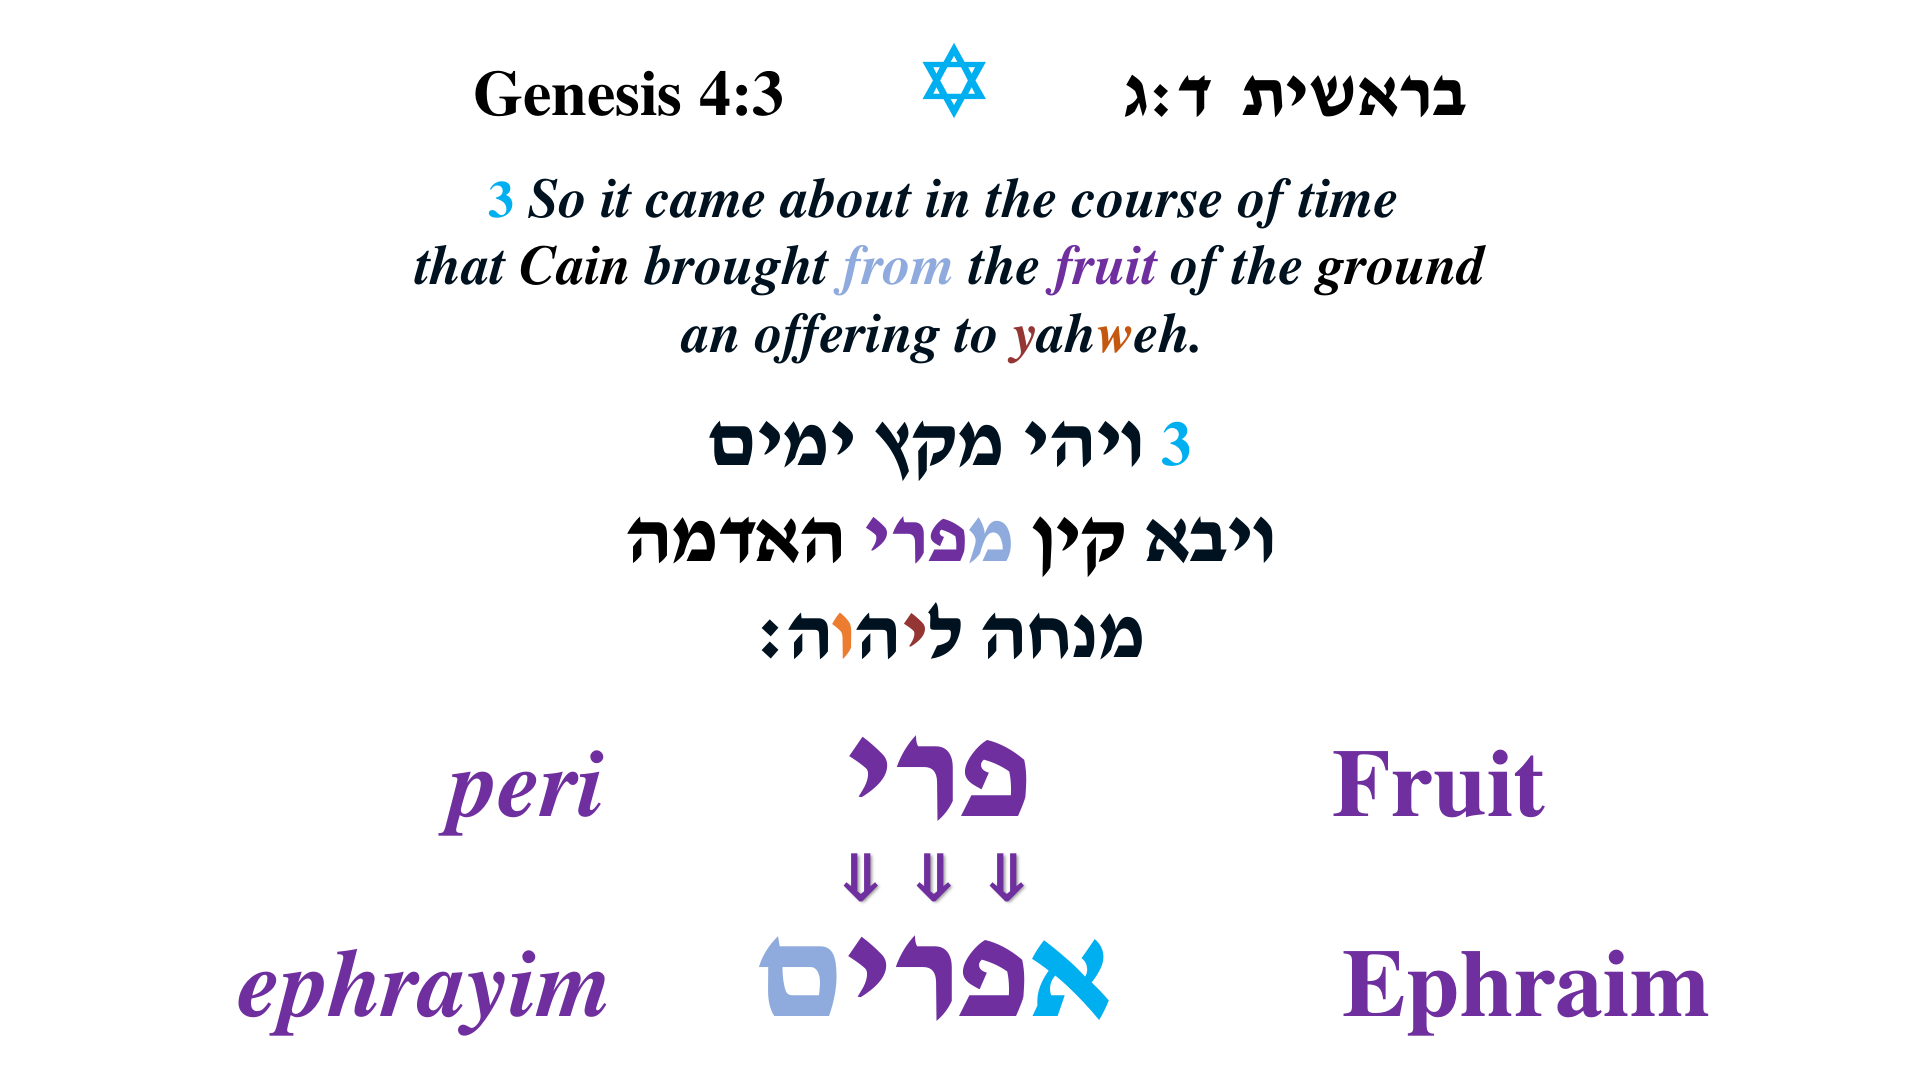 Genesis 4:3 ✡ בראשית ד:ג
3 So it came about in the course of time
that Cain brought from the fruit of the ground
an offering to yahweh.
3 ויהי מקץ ימים
ויבא קין מפרי האדמה
מנחה ליהוה:
peri פרי Fruit
⇓ ⇓ ⇓
ephrayim אפרים Ephraim